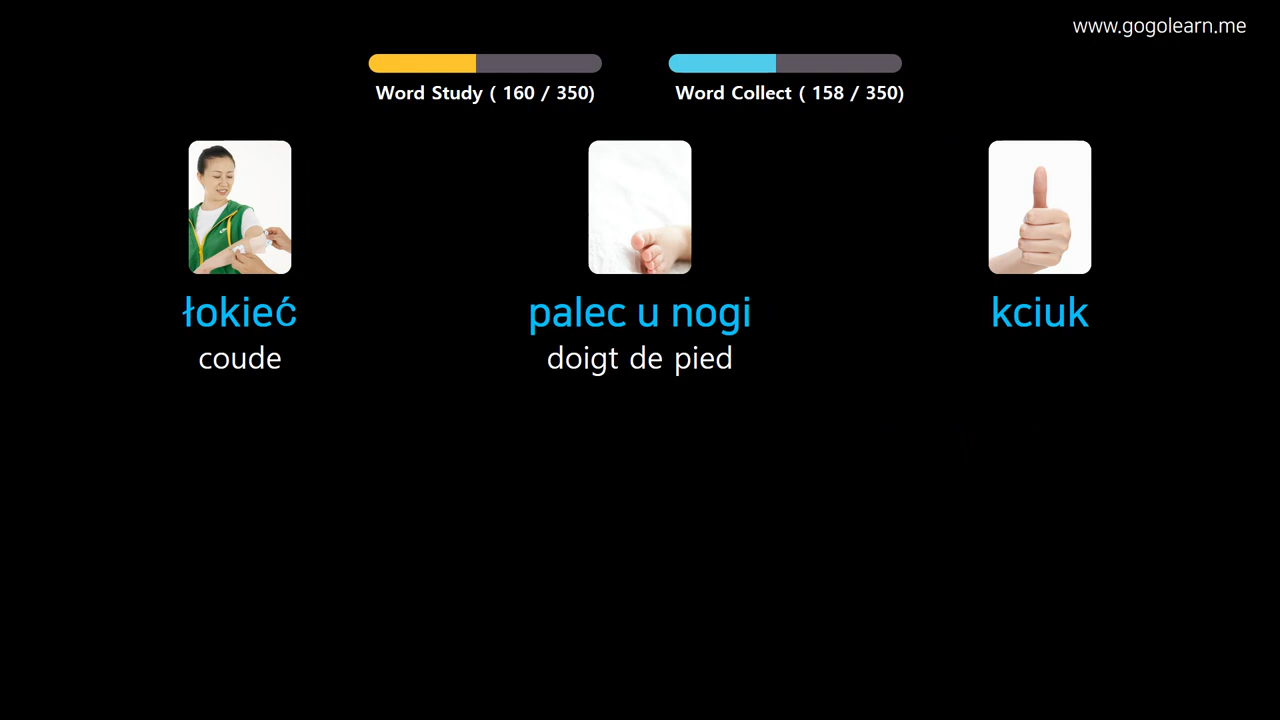 www.gogolearn.me
Word Study ( 160 / 350)
Word Collect ( 158 / 350)
łokieć
palec u nogi
kciuk
coude
doigt de pied